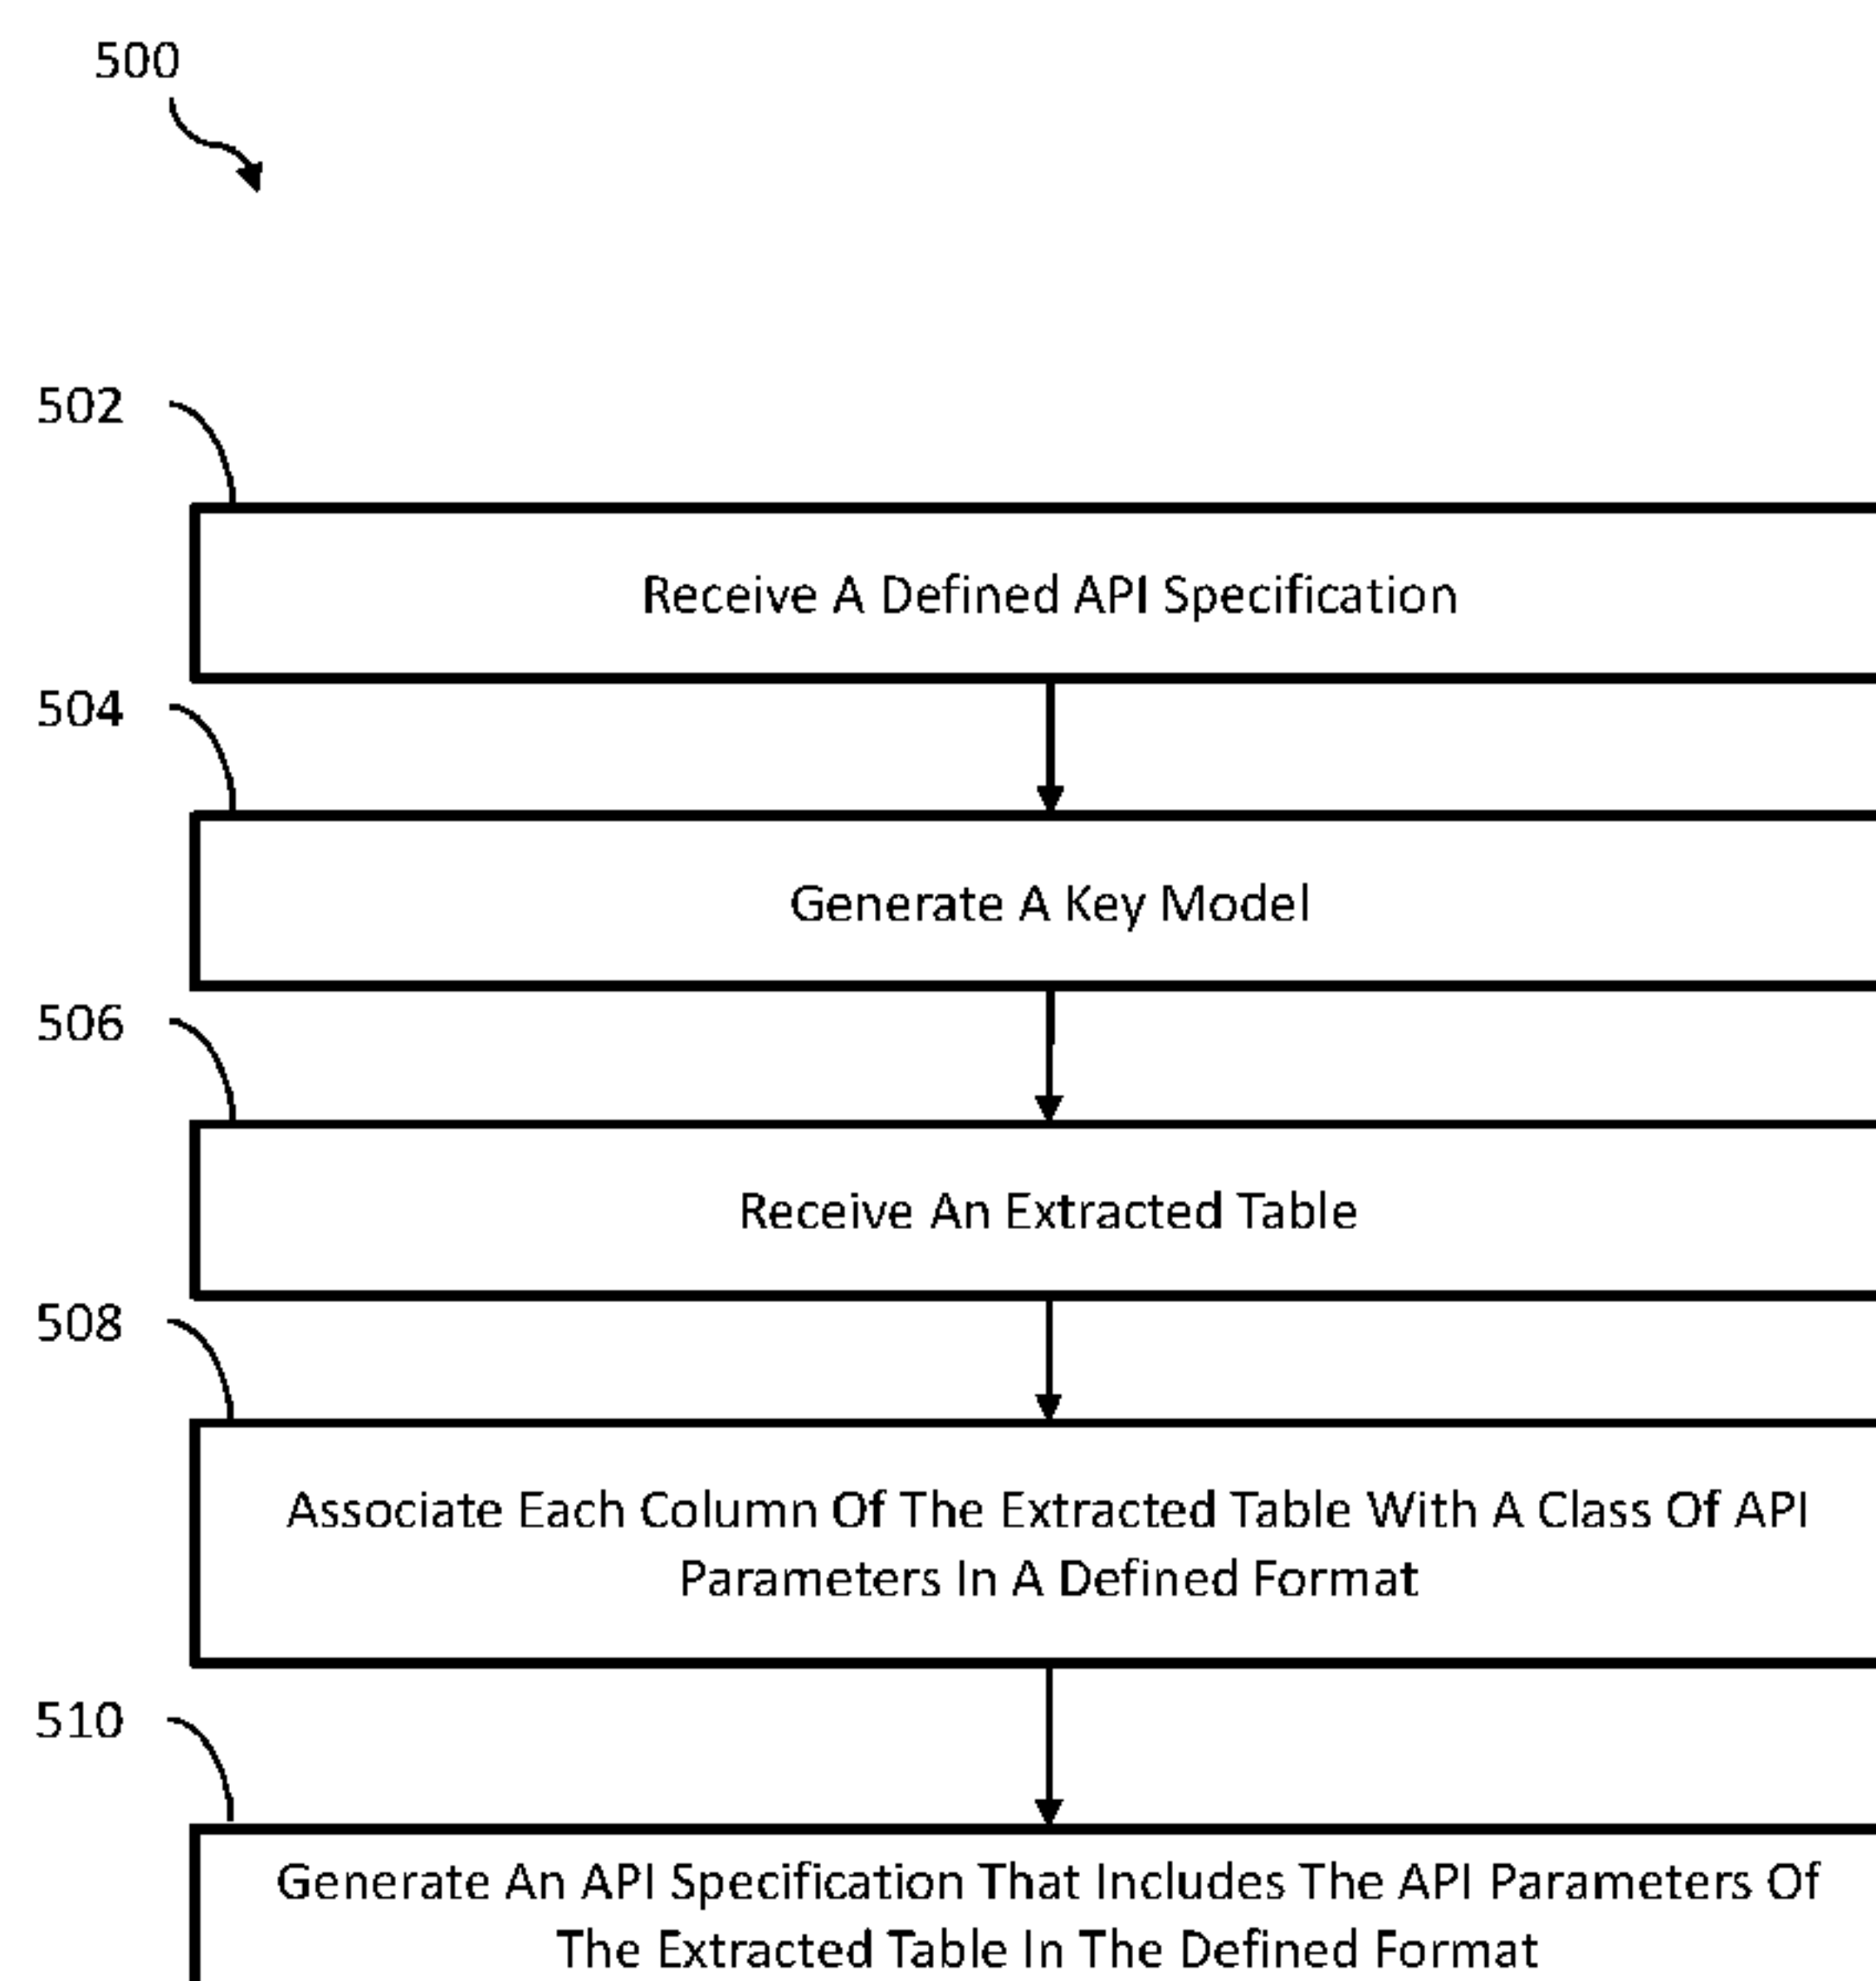 500
502
Receive A Defined API Specification
504
Generate A Key Model
506
Receive An Extracted Table
508
Associate Each Column Of The Extracted Table With A Class Of API
Parameters In A Defined Format
510
Generate An API Specification That Includes The API Parameters Of
The Extracted Table In The Defined Format